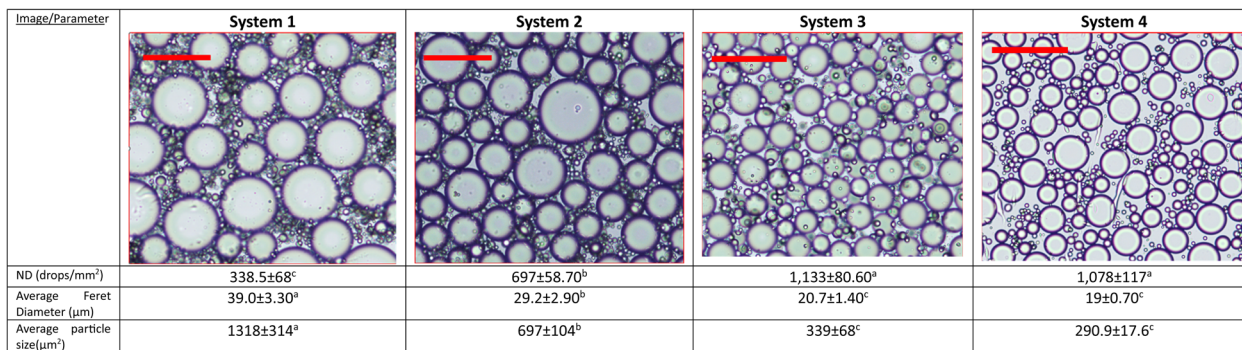 Image/Parameter System 1 System 2 System 3 System 4
ND (drops/mm²) 338.5±68ᶜ 697±58.70ᵇ 1,133±80.60ᵃ 1,078±117ᵃ
Average Feret 39.0±3.30ᵃ 29.2±2.90ᵇ 20.7±1.40ᶜ 19±0.70ᶜ
Diameter (μm)
Average particle 1318±314ᵃ 697±104ᵇ 339±68ᶜ 290.9±17.6ᶜ
size(μm²)